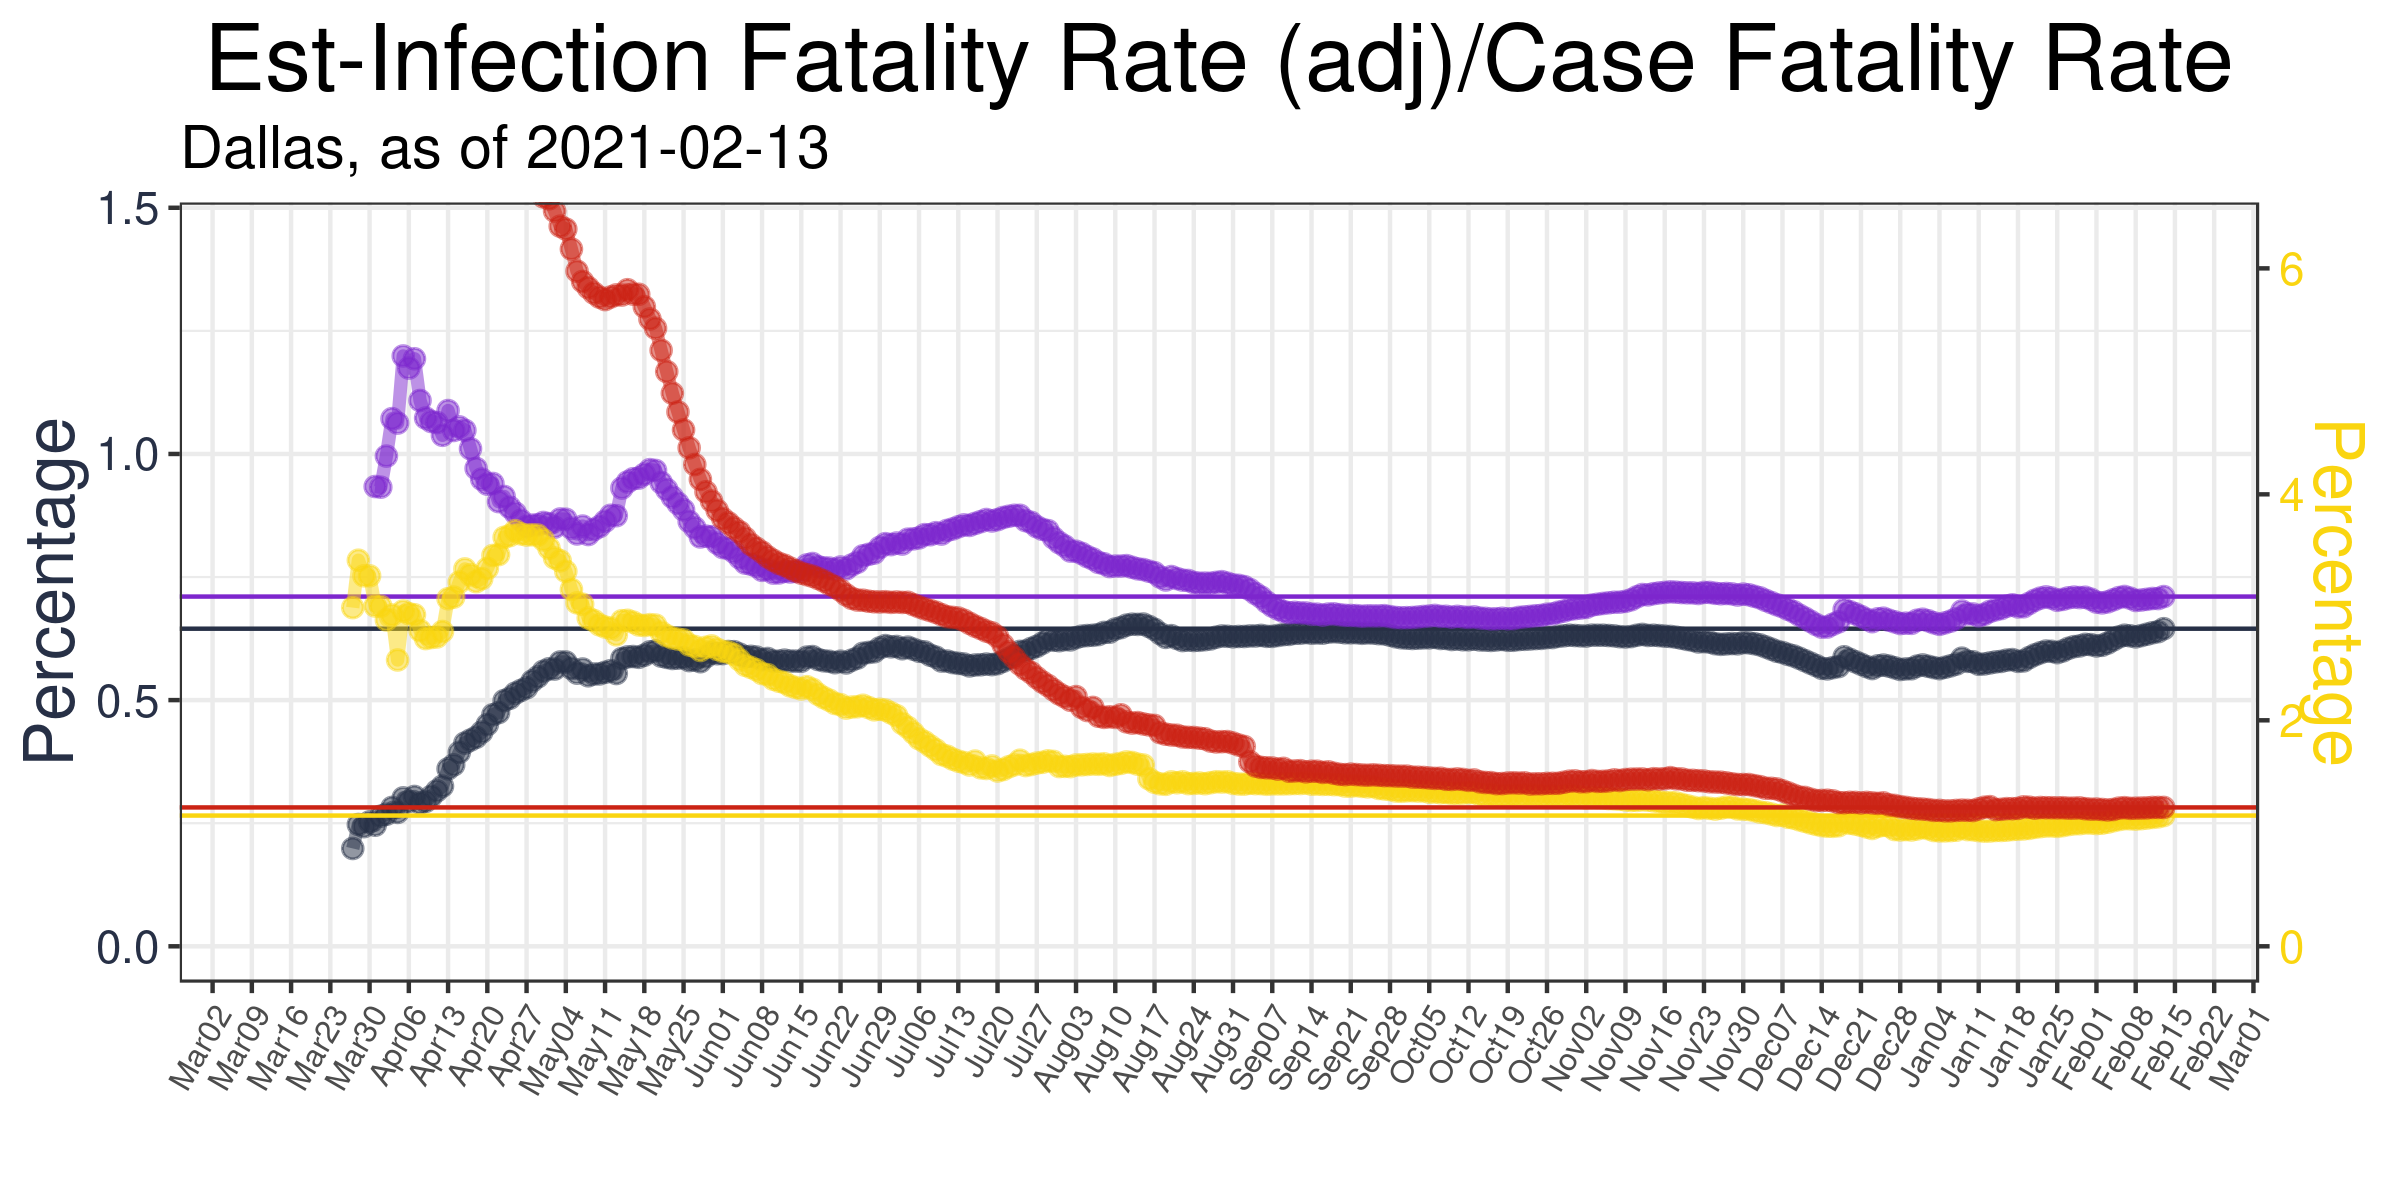 Est-Infection Fatality Rate (adj)/Case Fatality Rate
Dallas, as of 2021-02-13
Percentage
1.5
1.0
0.5
0.0
6
4
2
0
Percentage
Mar02 Mar09 Mar16 Mar23 Mar30 Apr06 Apr13 Apr20 Apr27 May04 May11 May18 May25 Jun01 Jun08 Jun15 Jun22 Jun29 Jul06 Jul13 Jul20 Jul27 Aug03 Aug10 Aug17 Aug24 Aug31 Sep07 Sep14 Sep21 Sep28 Oct05 Oct12 Oct19 Oct26 Nov02 Nov09 Nov16 Nov23 Nov30 Dec07 Dec14 Dec21 Dec28 Jan04 Jan11 Jan18 Jan25 Feb01 Feb08 Feb15 Feb22 Mar01